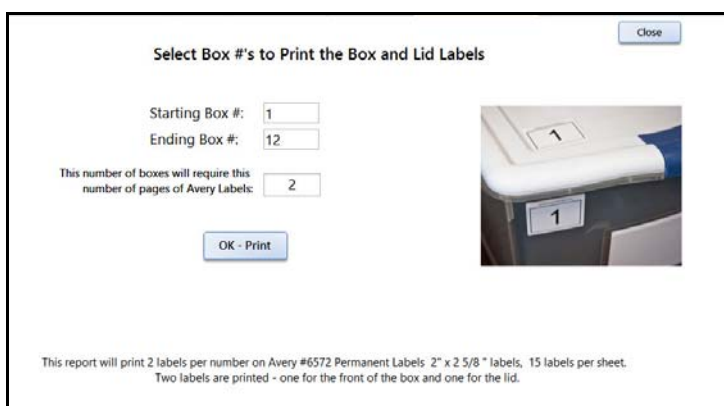 Close
Select Box #'s to Print the Box and Lid Labels
Starting Box #: 1
Ending Box #: 12
This number of boxes will require this
number of pages of Avery Labels: 2
1
1
OK - Print
This report will print 2 labels per number on Avery #6572 Permanent Labels 2" x 2 5/8 " labels, 15 labels per sheet.
Two labels are printed - one for the front of the box and one for the lid.